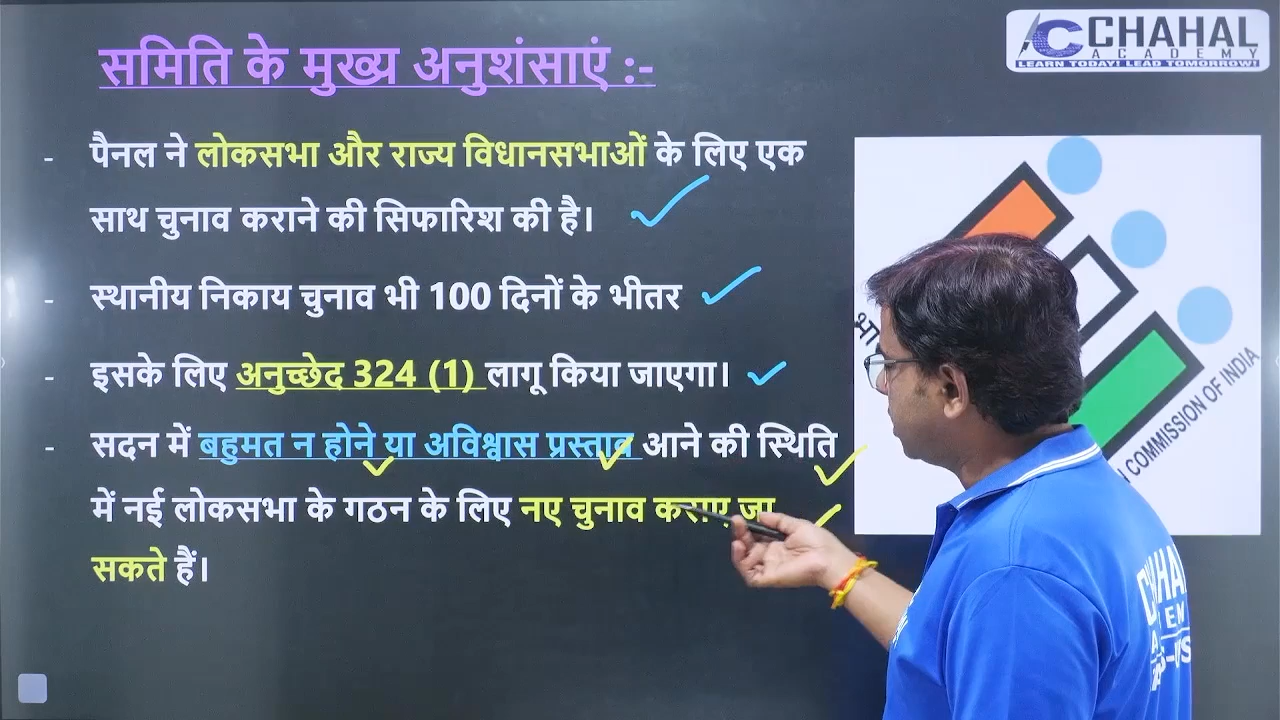 समिति के मुख्य अनुशंसाएं :-
CHAHAL
ACADEMY
LEARN TODAY! LEAD TOMORROW!
- पैनल ने लोकसभा और राज्य विधानसभाओं के लिए एक
साथ चुनाव कराने की सिफारिश की है।
- स्थानीय निकाय चुनाव भी 100 दिनों के भीतर
- इसके लिए अनुच्छेद 324 (1) लागू किया जाएगा।
- सदन में बहुमत न होने या अविश्वास प्रस्ताव आने की स्थिति
में नई लोकसभा के गठन के लिए नए चुनाव कराए जा
सकते हैं।
COMMISSION OF INDIA